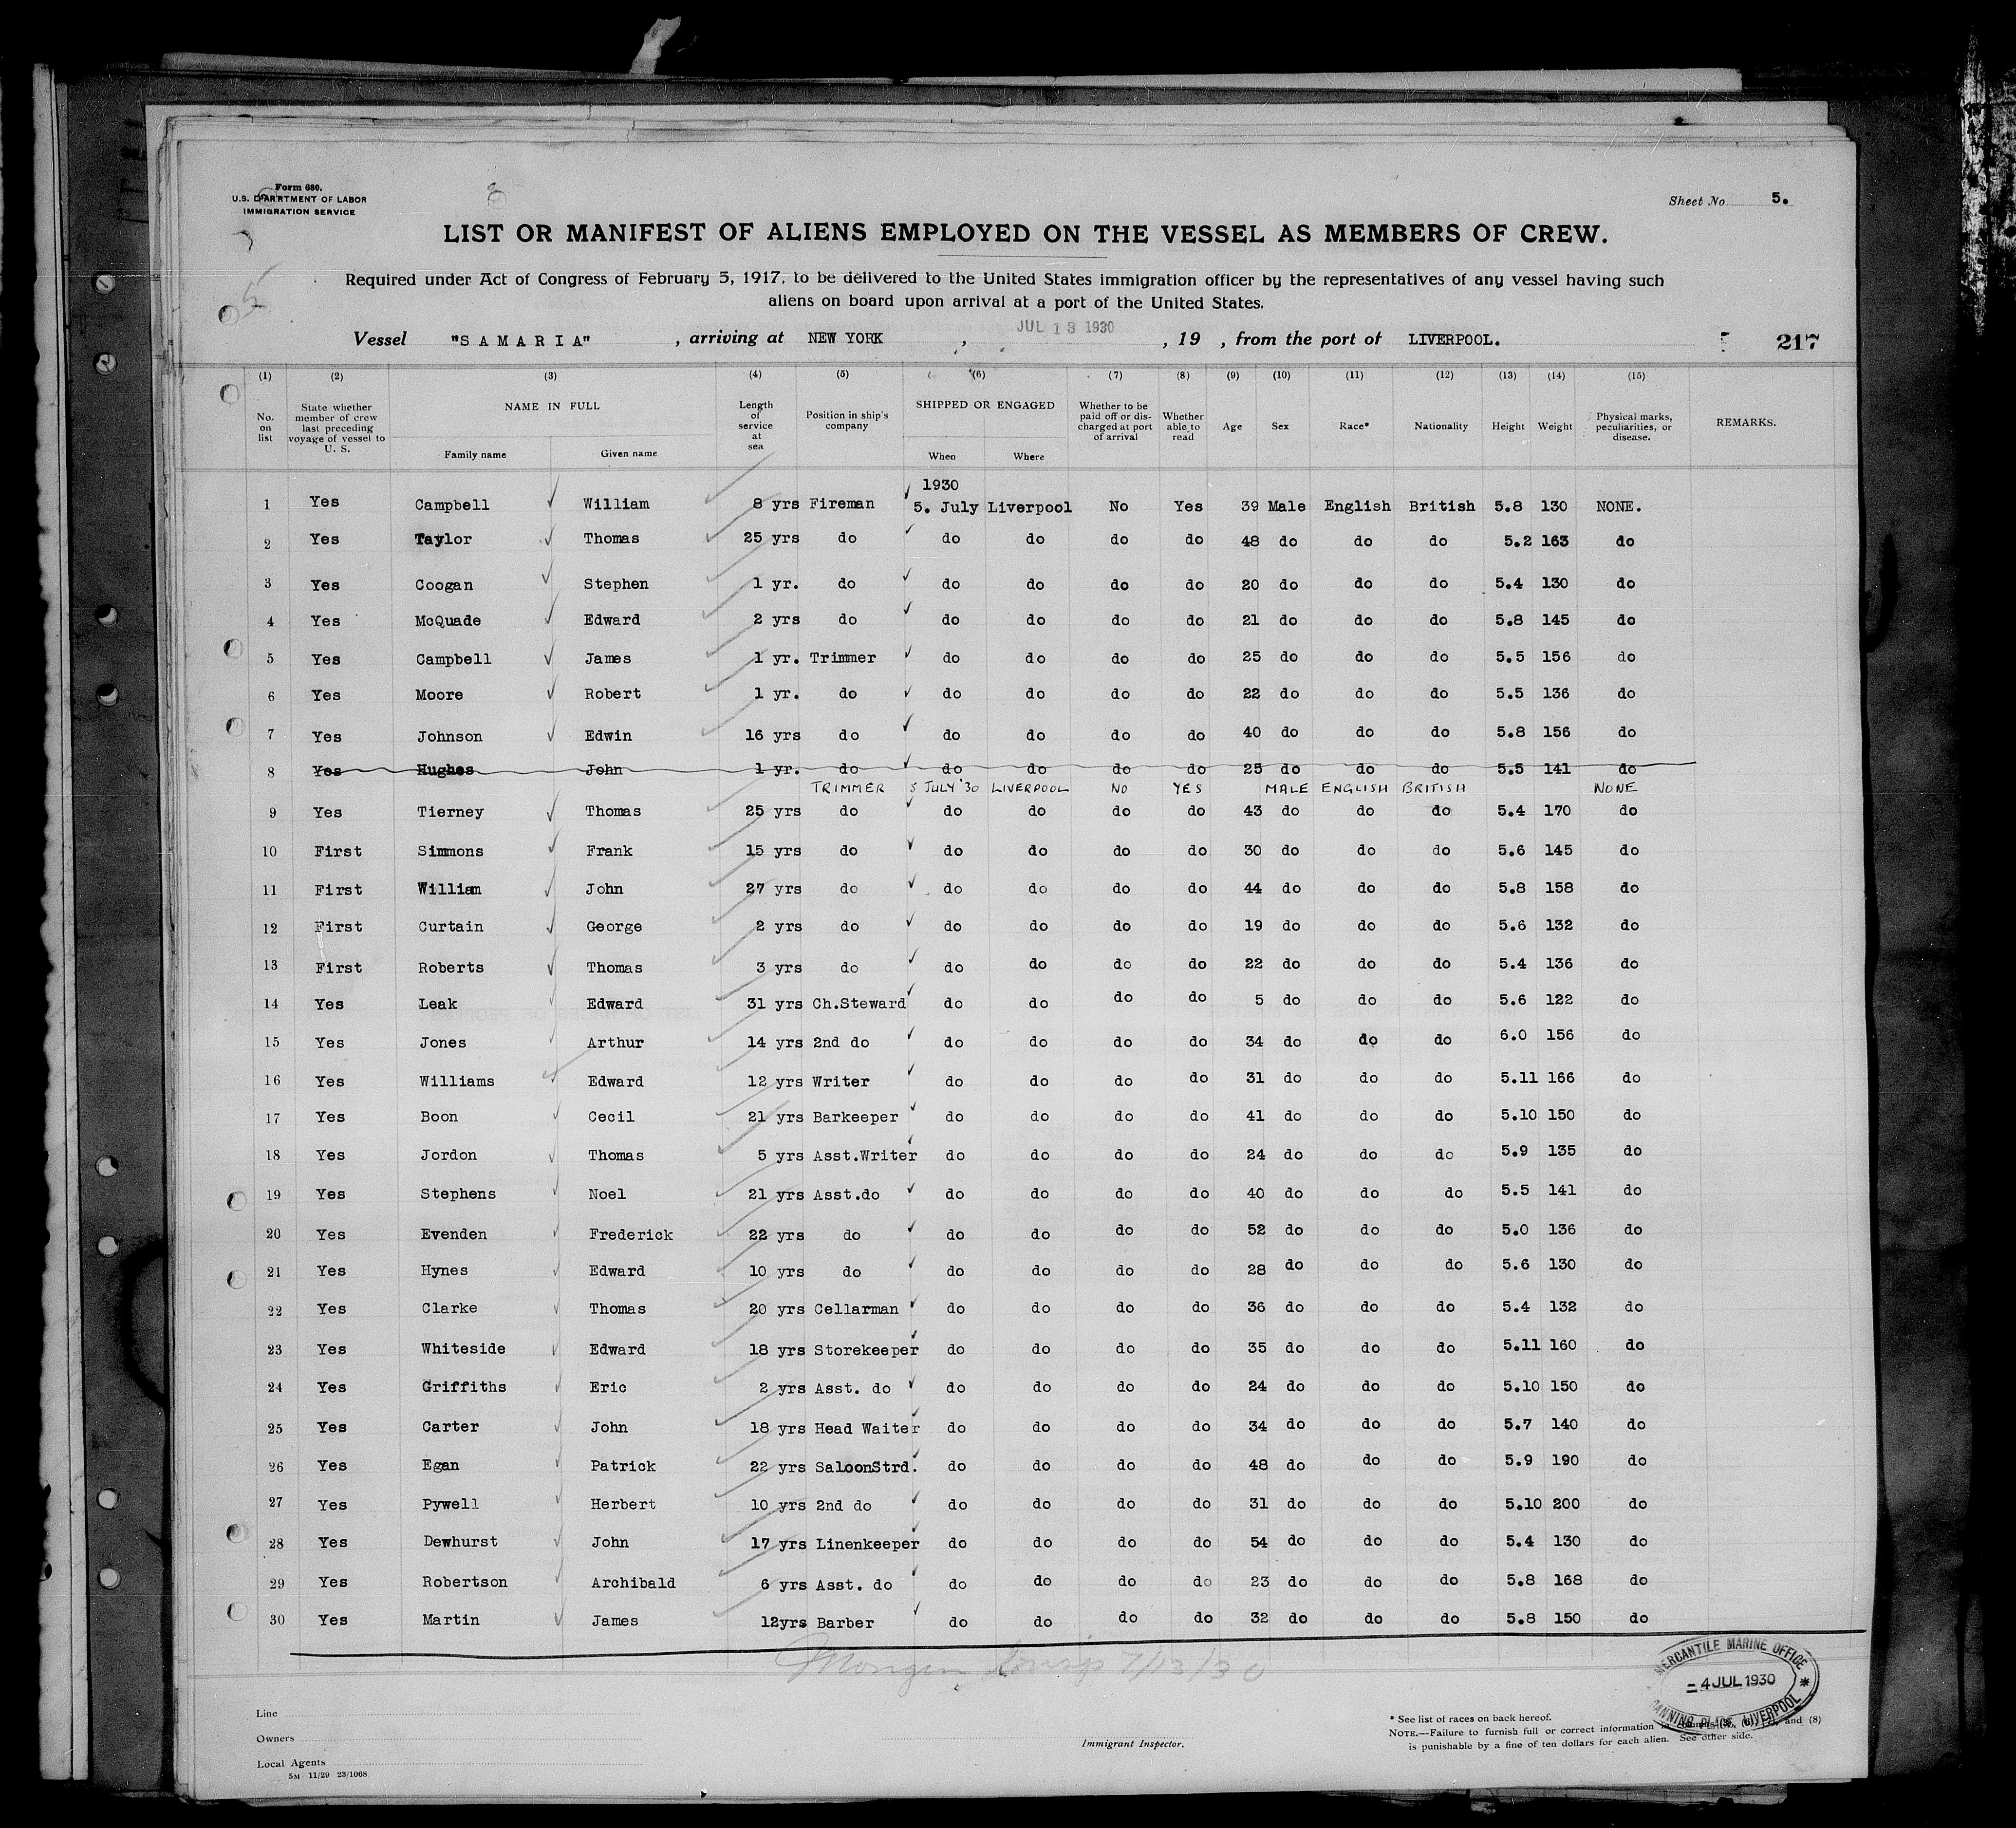 Form 680.
U.S. DEPARTMENT OF LABOR
IMMIGRATION SERVICE
Sheet No. 5.
LIST OR MANIFEST OF ALIENS EMPLOYED ON THE VESSEL AS MEMBERS OF CREW.
Required under Act of Congress of February 5, 1917, to be delivered to the United States immigration officer by the representatives of any vessel having such
aliens on board upon arrival at a port of the United States.
Vessel "S A M A R I A", arriving at NEW YORK, JUL 13 1930, 19 , from the port of LIVERPOOL. 217
(1) (2) (3) (4) (5) (6) (7) (8) (9) (10) (11) (12) (13) (14) (15)
No. on list State whether member of crew last preceding voyage of vessel to U. S. NAME IN FULL Family name Given name Length of service at sea Position in ship's company SHIPPED OR ENGAGED When Where Whether to be paid off or discharged at port of arrival Whether able to read Age Sex Race* Nationality Height Weight Physical marks, peculiarities, or disease. REMARKS.
1930
1 Yes Campbell William 8 yrs Fireman 5. July Liverpool No Yes 39 Male English British 5.8 130 NONE.
2 Yes Taylor Thomas 25 yrs do do do do do 48 do do do 5.2 163 do
3 Yes Coogan Stephen 1 yr. do do do do do 20 do do do 5.4 130 do
4 Yes McQuade Edward 2 yrs do do do do do 21 do do do 5.8 145 do
5 Yes Campbell James 1 yr. Trimmer do do do do 25 do do do 5.5 156 do
6 Yes Moore Robert 1 yr. do do do do do 22 do do do 5.5 136 do
7 Yes Johnson Edwin 16 yrs do do do do do 40 do do do 5.8 156 do
8 Yes Hughes John 1 yr. do do do do do 25 do do do 5.5 141 do
TRIMMER 5 JULY '30 LIVERPOOL NO YES MALE ENGLISH BRITISH NONE
9 Yes Tierney Thomas 25 yrs do do do do do 43 do do do 5.4 170 do
10 First Simmons Frank 15 yrs do do do do do 30 do do do 5.6 145 do
11 First William John 27 yrs do do do do do 44 do do do 5.8 158 do
12 First Curtain George 2 yrs do do do do do 19 do do do 5.6 132 do
13 First Roberts Thomas 3 yrs do do do do do 22 do do do 5.4 136 do
14 Yes Leak Edward 31 yrs Ch.Steward do do do do 5 do do do 5.6 122 do
15 Yes Jones Arthur 14 yrs 2nd do do do do do 34 do do do 6.0 156 do
16 Yes Williams Edward 12 yrs Writer do do do do 31 do do do 5.11 166 do
17 Yes Boon Cecil 21 yrs Barkeeper do do do do 41 do do do 5.10 150 do
18 Yes Jordon Thomas 5 yrs Asst.Writer do do do do 24 do do do 5.9 135 do
19 Yes Stephens Noel 21 yrs Asst.do do do do do 40 do do do 5.5 141 do
20 Yes Evenden Frederick 22 yrs do do do do do 52 do do do 5.0 136 do
21 Yes Hynes Edward 10 yrs do do do do do 28 do do do 5.6 130 do
22 Yes Clarke Thomas 20 yrs Cellarman do do do do 36 do do do 5.4 132 do
23 Yes Whiteside Edward 18 yrs Storekeeper do do do do 35 do do do 5.11 160 do
24 Yes Griffiths Eric 2 yrs Asst. do do do do do 24 do do do 5.10 150 do
25 Yes Carter John 18 yrs Head Waiter do do do do 34 do do do 5.7 140 do
26 Yes Egan Patrick 22 yrs SaloonStrd. do do do do 48 do do do 5.9 190 do
27 Yes Pywell Herbert 10 yrs 2nd do do do do do 31 do do do 5.10 200 do
28 Yes Dewhurst John 17 yrs Linenkeeper do do do do 54 do do do 5.4 130 do
29 Yes Robertson Archibald 6 yrs Asst. do do do do do 23 do do do 5.8 168 do
30 Yes Martin James 12yrs Barber do do do do 32 do do do 5.8 150 do
7/13/30
MERCANTILE MARINE OFFICE
4 JUL 1930
CANNING PLACE, LIVERPOOL
Line
Owners
Local Agents
5M 11/29 23/1068
Immigrant Inspector.
* See list of races on back hereof.
NOTE.—Failure to furnish full or correct information in and (8)
is punishable by a fine of ten dollars for each alien. See other side.